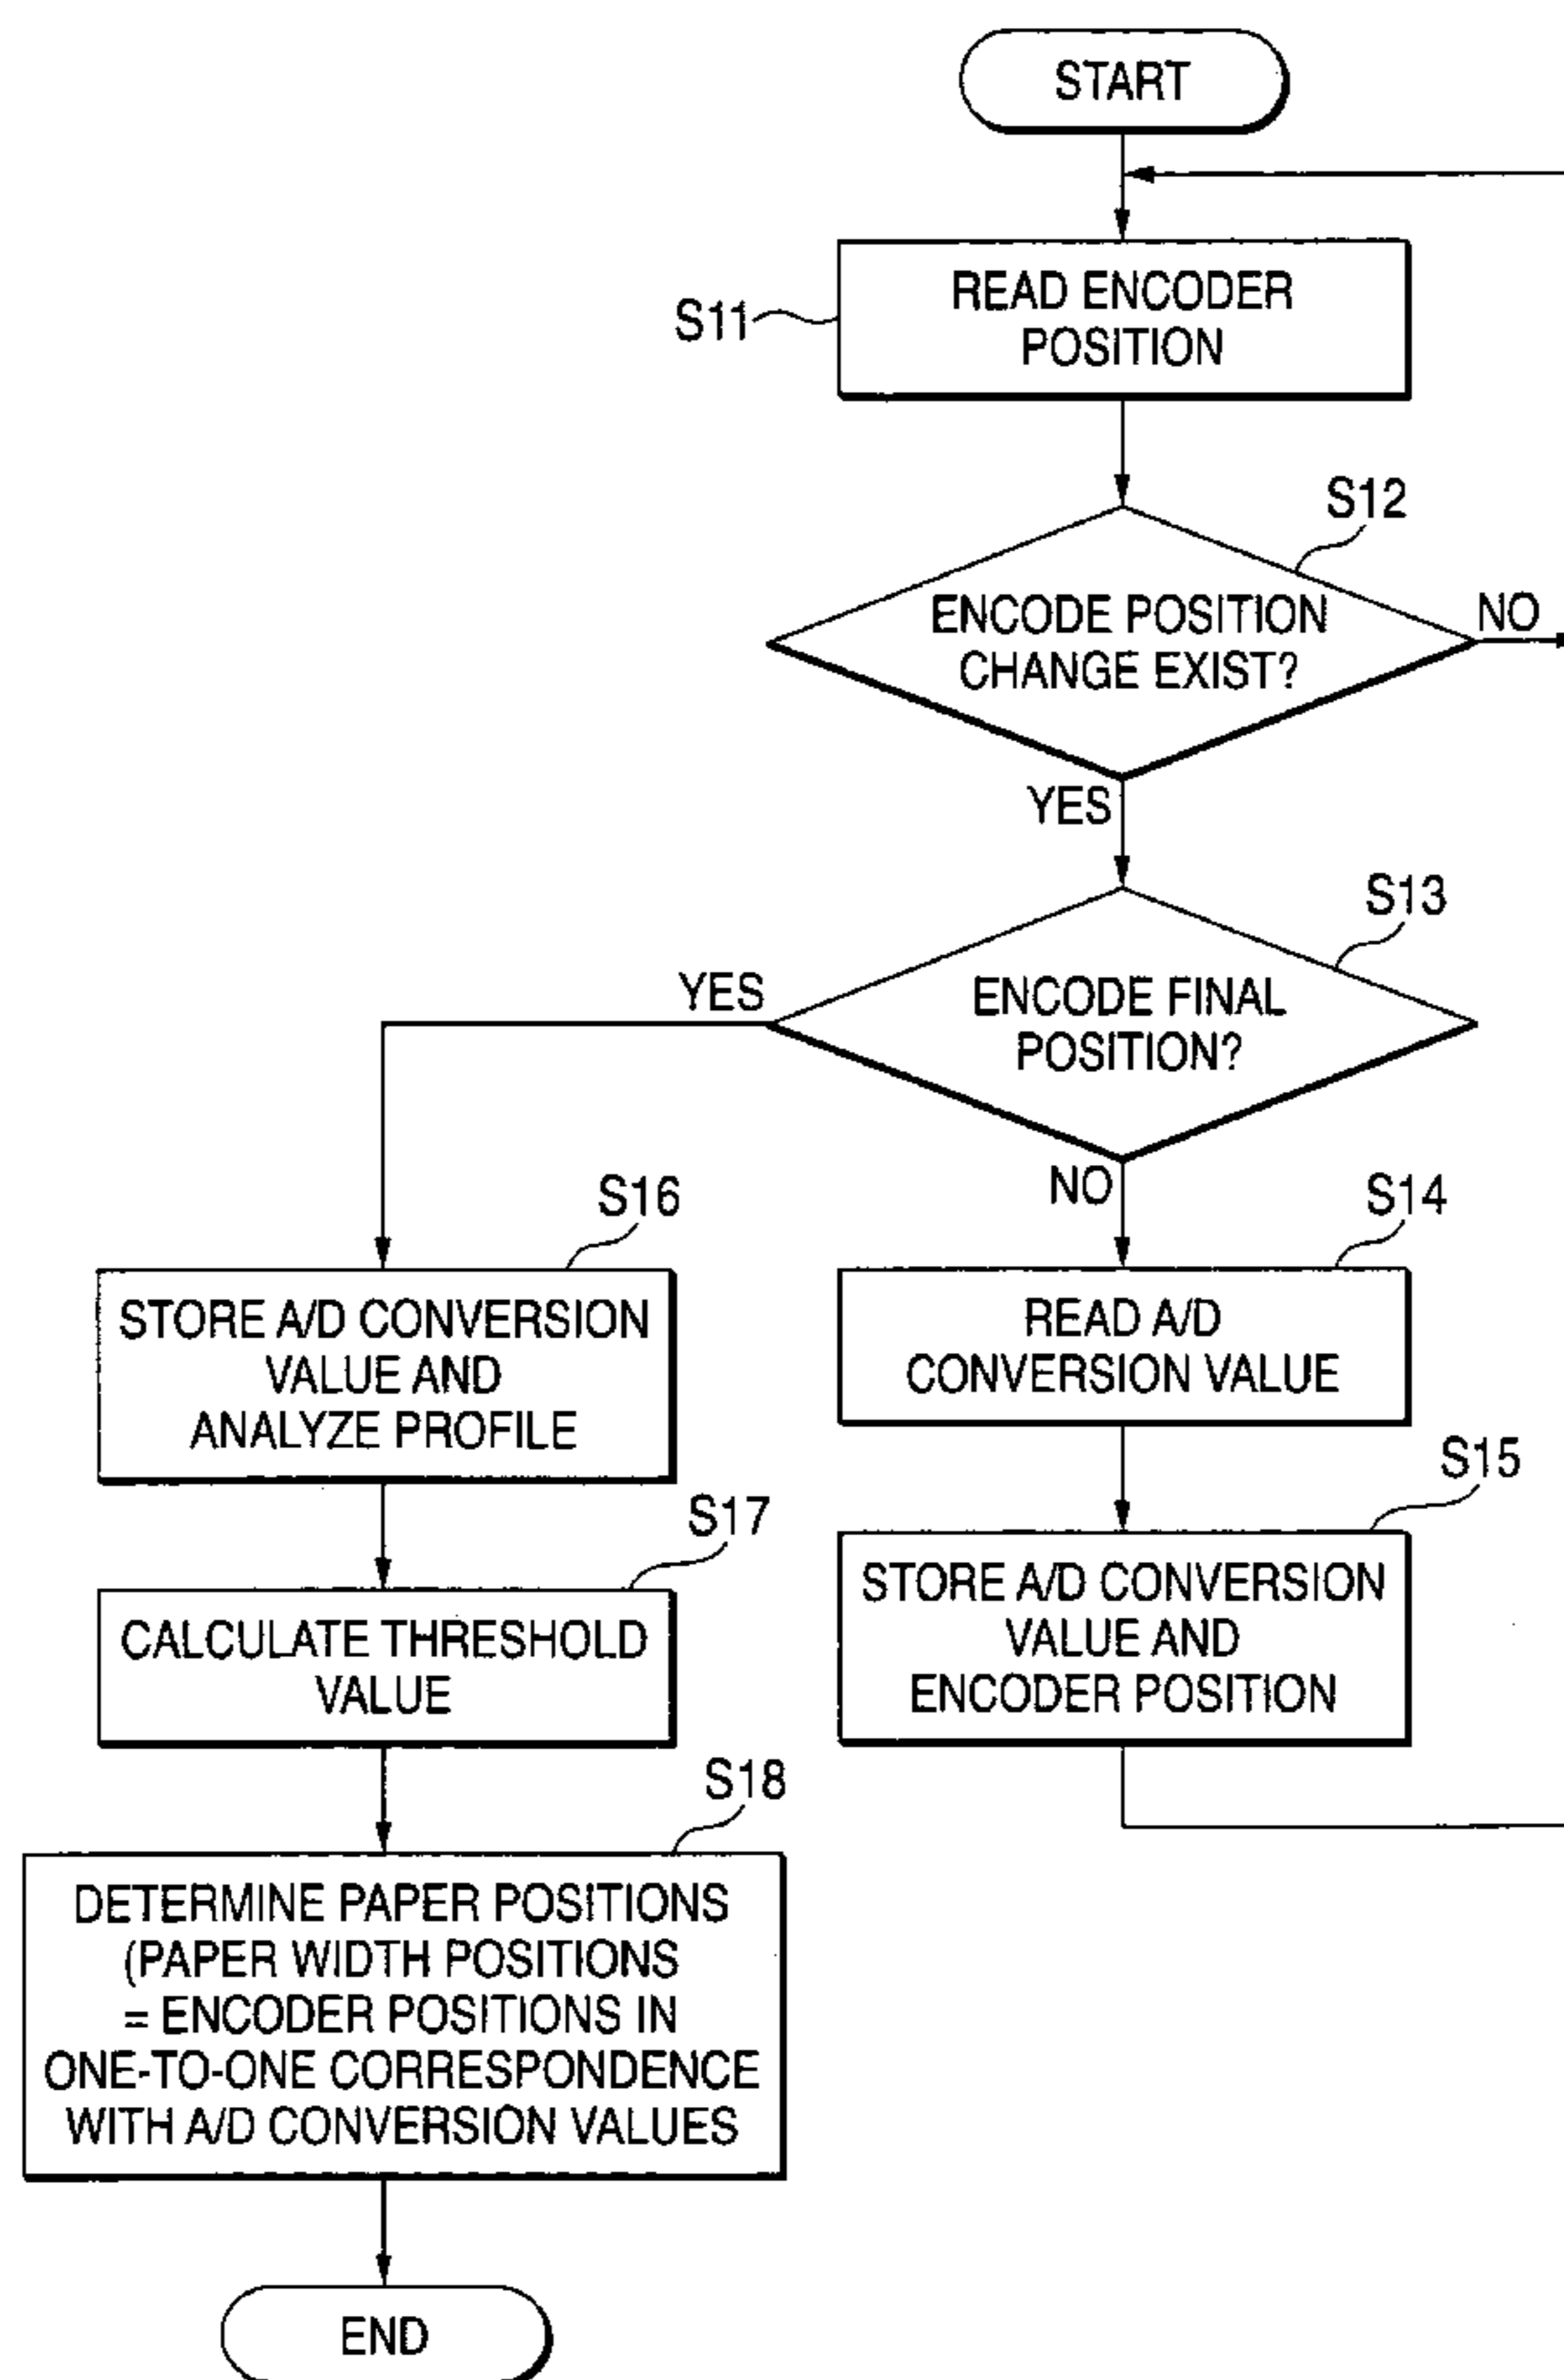 START
S11
READ ENCODER
POSITION
S12
ENCODE POSITION
CHANGE EXIST?
NO
YES
S13
ENCODE FINAL
POSITION?
YES
NO
S16
STORE A/D CONVERSION
VALUE AND
ANALYZE PROFILE
S14
READ A/D
CONVERSION VALUE
S15
STORE A/D CONVERSION
VALUE AND
ENCODER POSITION
S17
CALCULATE THRESHOLD
VALUE
S18
DETERMINE PAPER POSITIONS
(PAPER WIDTH POSITIONS
= ENCODER POSITIONS IN
ONE-TO-ONE CORRESPONDENCE
WITH A/D CONVERSION VALUES
END